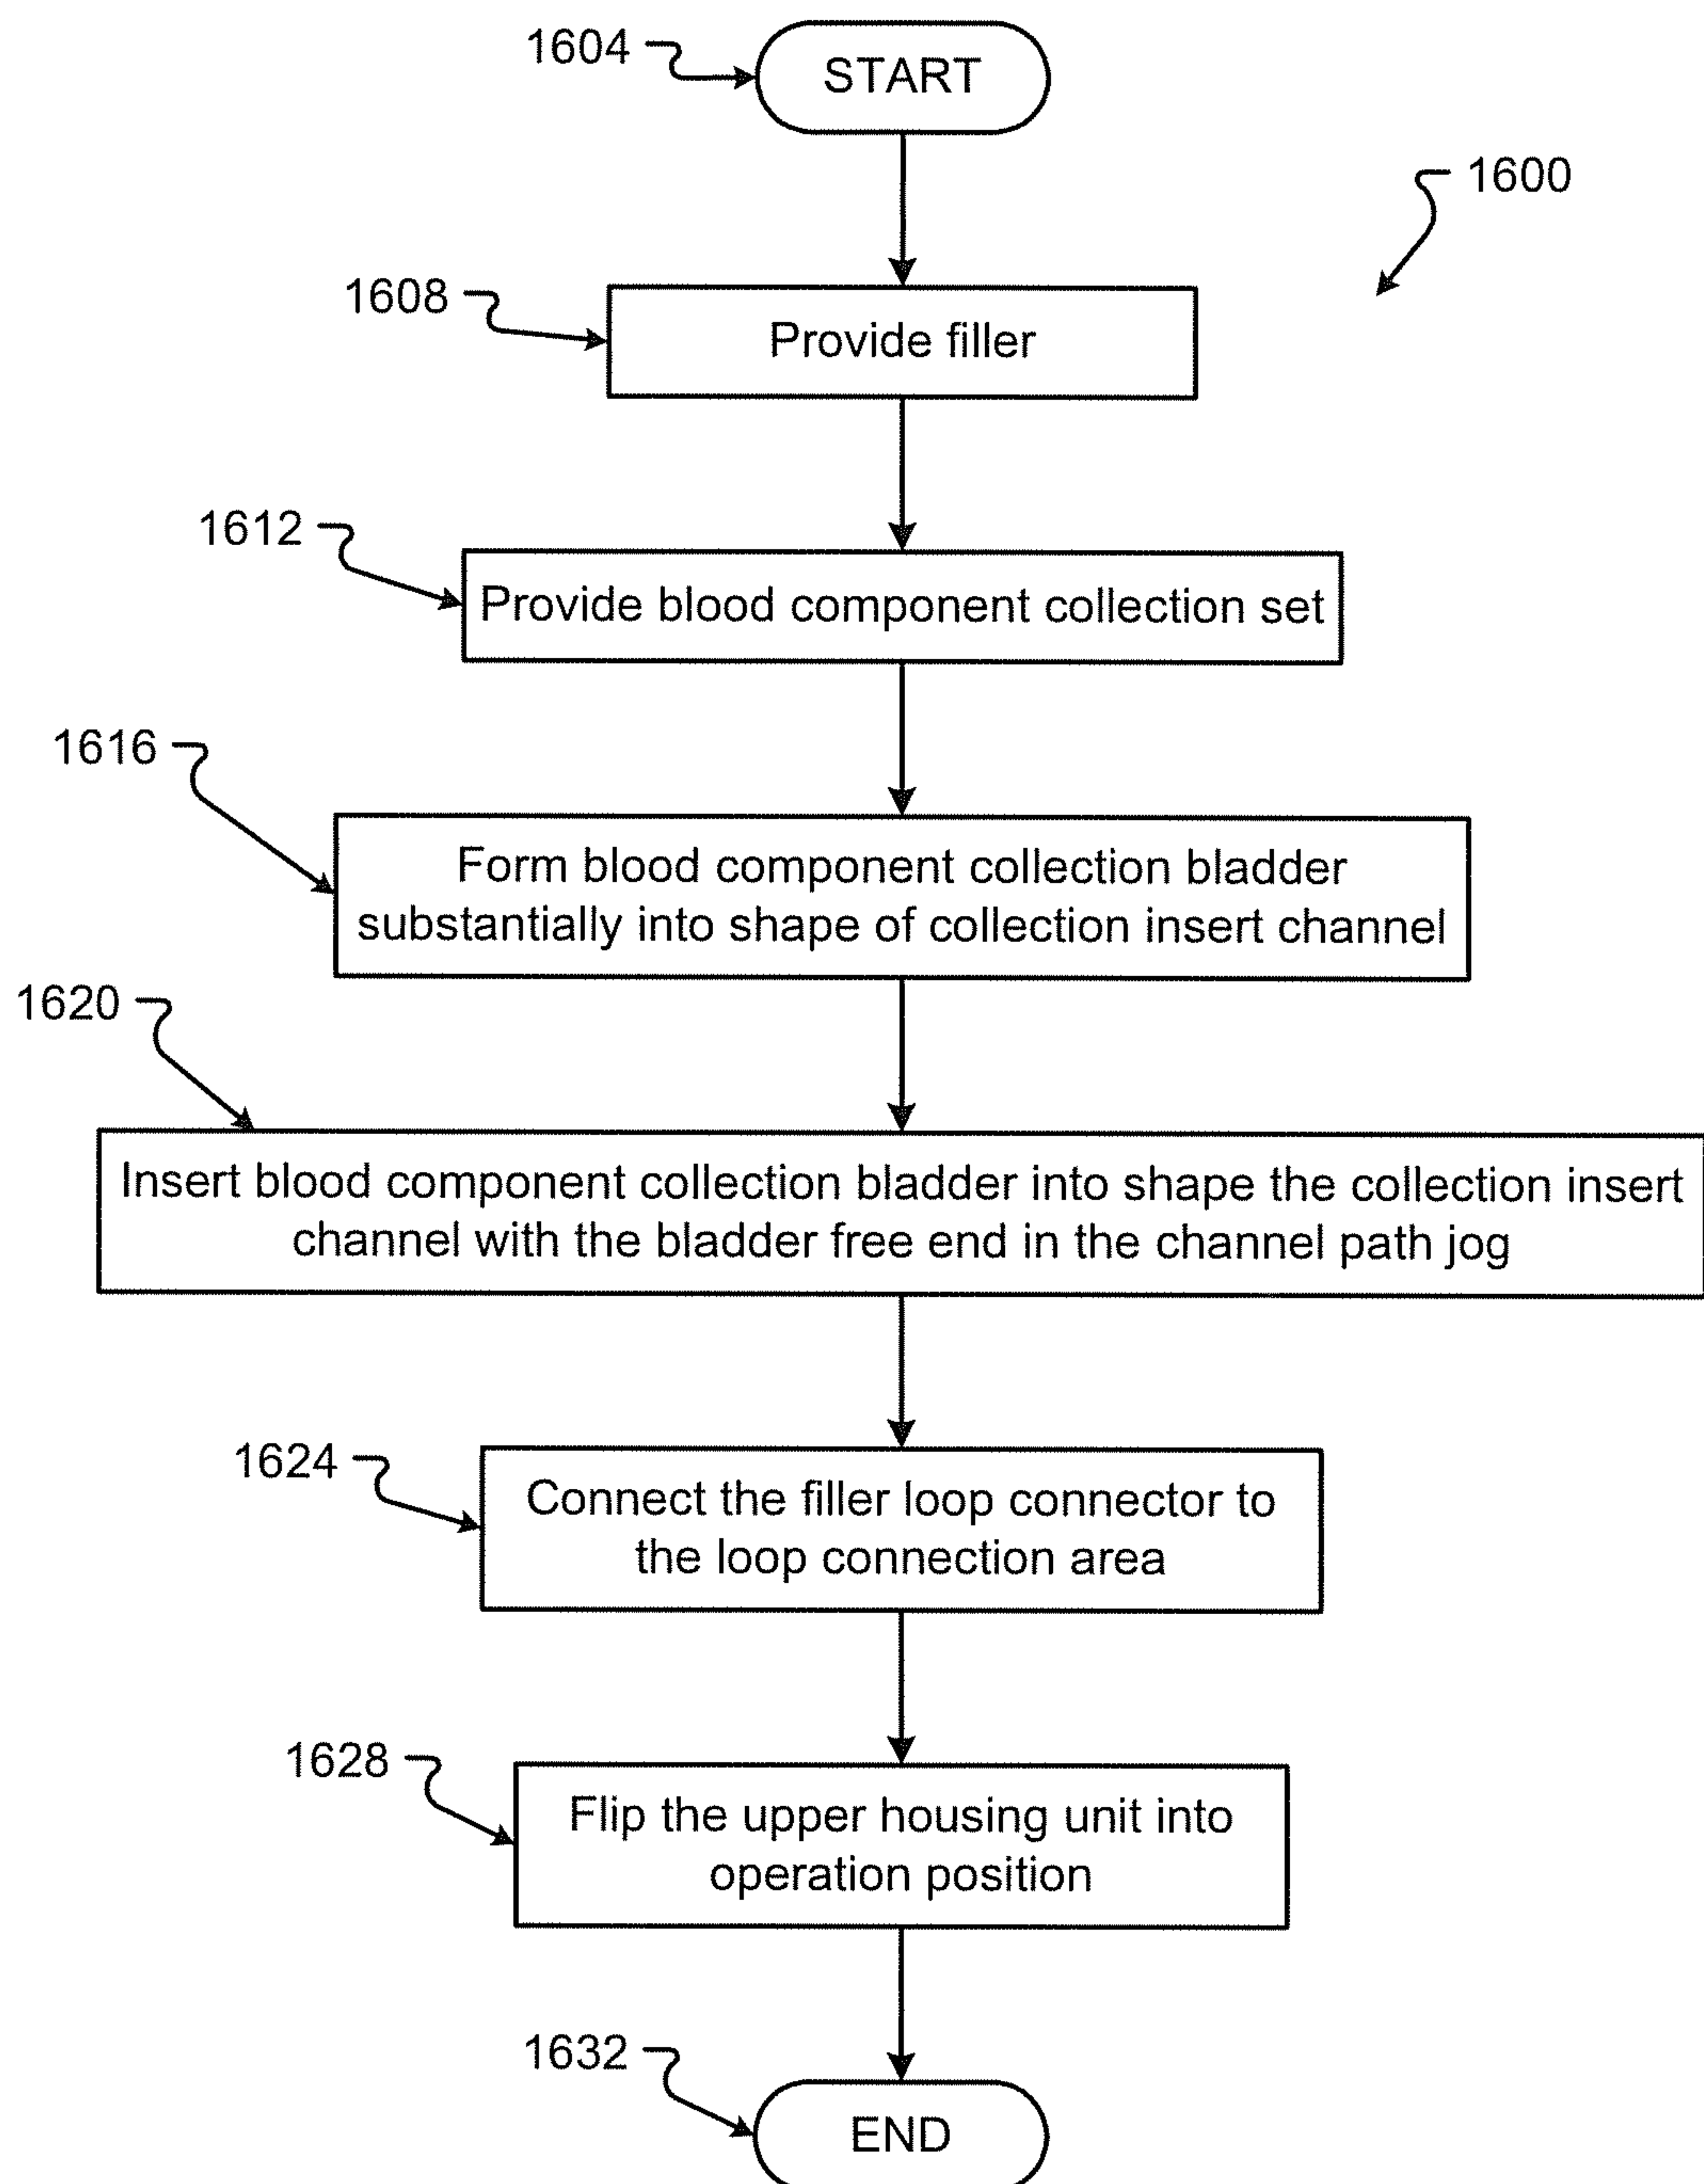 1604
START
1600
1608
Provide filler
1612
Provide blood component collection set
1616
Form blood component collection bladder
substantially into shape of collection insert channel
1620
Insert blood component collection bladder into shape the collection insert
channel with the bladder free end in the channel path jog
1624
Connect the filler loop connector to
the loop connection area
1628
Flip the upper housing unit into
operation position
1632
END